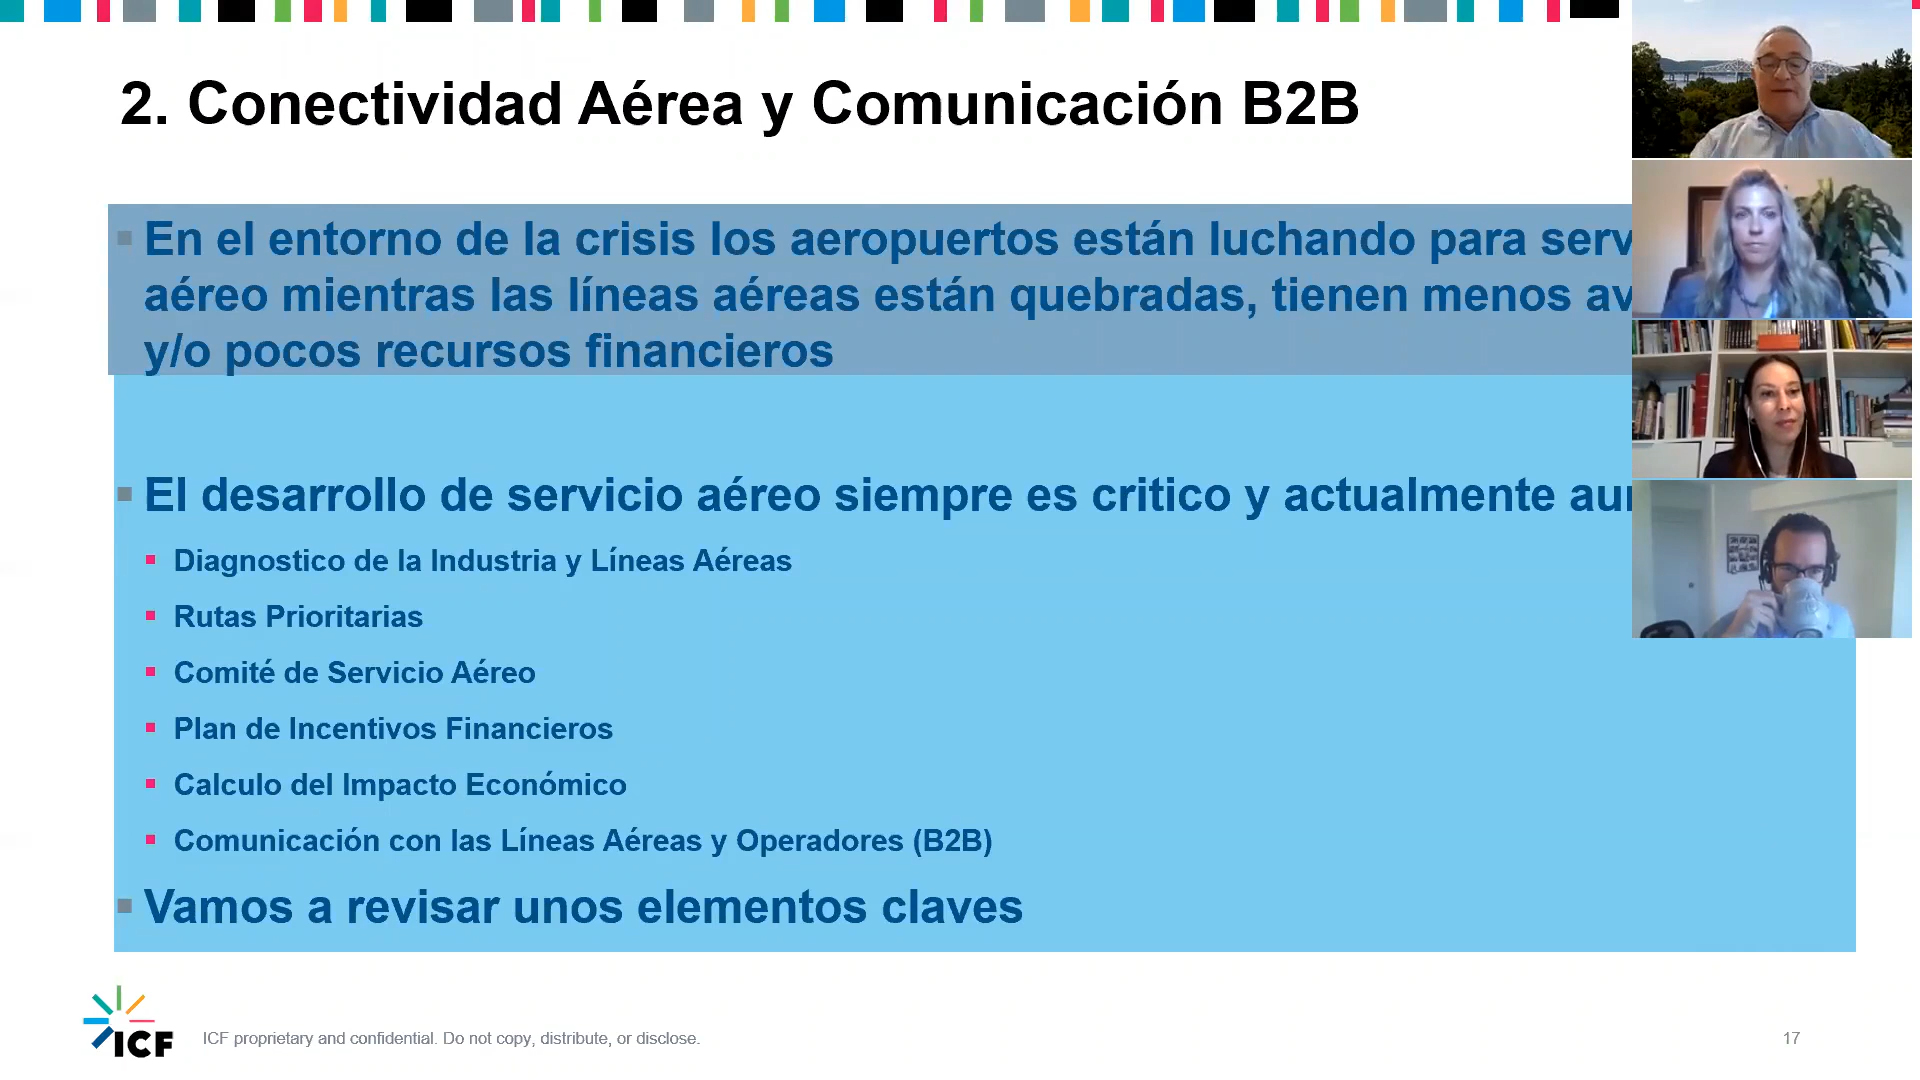 2. Conectividad Aérea y Comunicación B2B
En el entorno de la crisis los aeropuertos están luchando para
aéreo mientras las líneas aéreas están quebradas, tienen menos
y/o pocos recursos financieros
El desarrollo de servicio aéreo siempre es critico y actualmente
Diagnostico de la Industria y Líneas Aéreas
Rutas Prioritarias
Comité de Servicio Aéreo
Plan de Incentivos Financieros
Calculo del Impacto Económico
Comunicación con las Líneas Aéreas y Operadores (B2B)
Vamos a revisar unos elementos claves
ICF
ICF proprietary and confidential. Do not copy, distribute, or disclose.
17